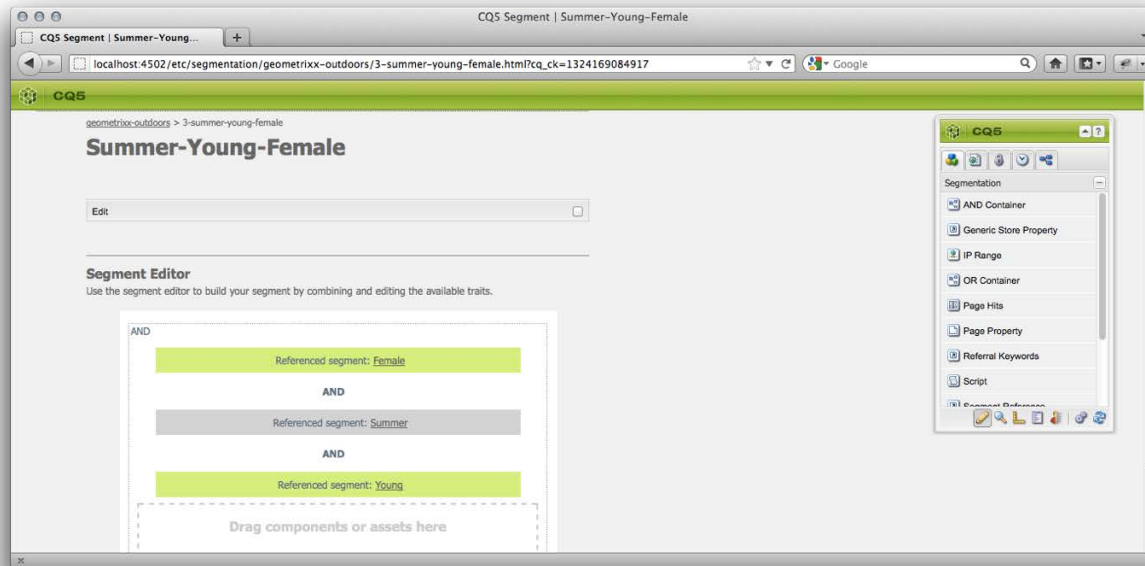 CQ5 Segment | Summer-Young-Female
CQ5 Segment | Summer-Young...
localhost:4502/etc/segmentation/geometrixx-outdoors/3-summer-young-female.html?cq_ck=1324169084917
Google
CQ5
geometrixx-outdoors > 3-summer-young-female
Summer-Young-Female
Edit
Segment Editor
Use the segment editor to build your segment by combining and editing the available traits.
AND
Referenced segment: Female
AND
Referenced segment: Summer
AND
Referenced segment: Young
Drag components or assets here
CQ5
Segmentation
AND Container
Generic Store Property
IP Range
OR Container
Page Hits
Page Property
Referral Keywords
Script
Segment Reference